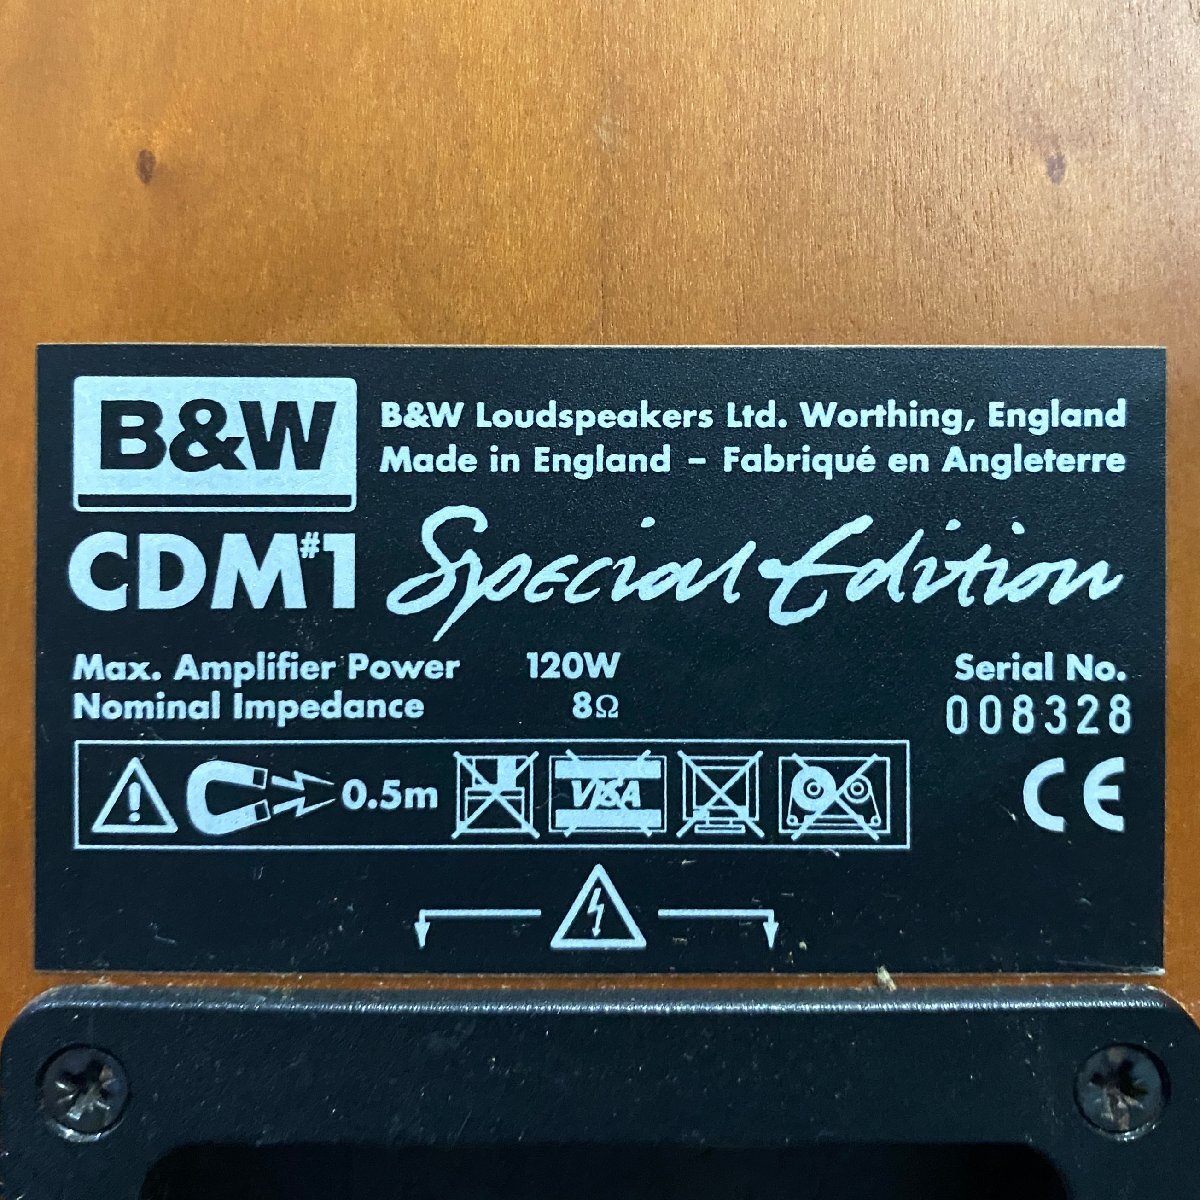 B&W
B&W Loudspeakers Ltd. Worthing, England
Made in England – Fabriqué en Angleterre
CDM#1 Special Edition
Max. Amplifier Power 120W
Nominal Impedance 8Ω
Serial No.
008328
0.5m
VISA
CE